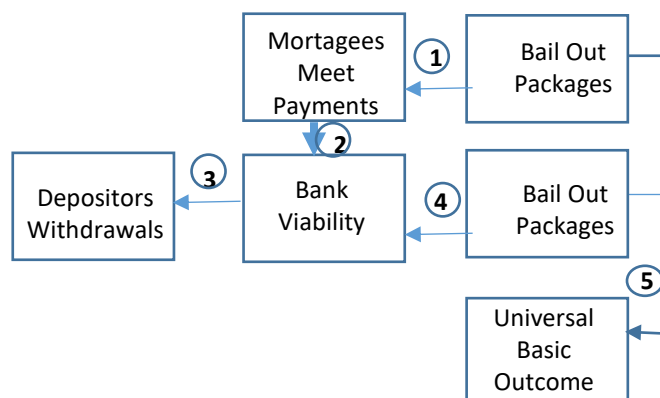 Mortagees
Meet
Payments
1
Bail Out
Packages
2
3
Depositors
Withdrawals
Bank
Viability
4
Bail Out
Packages
5
Universal
Basic
Outcome